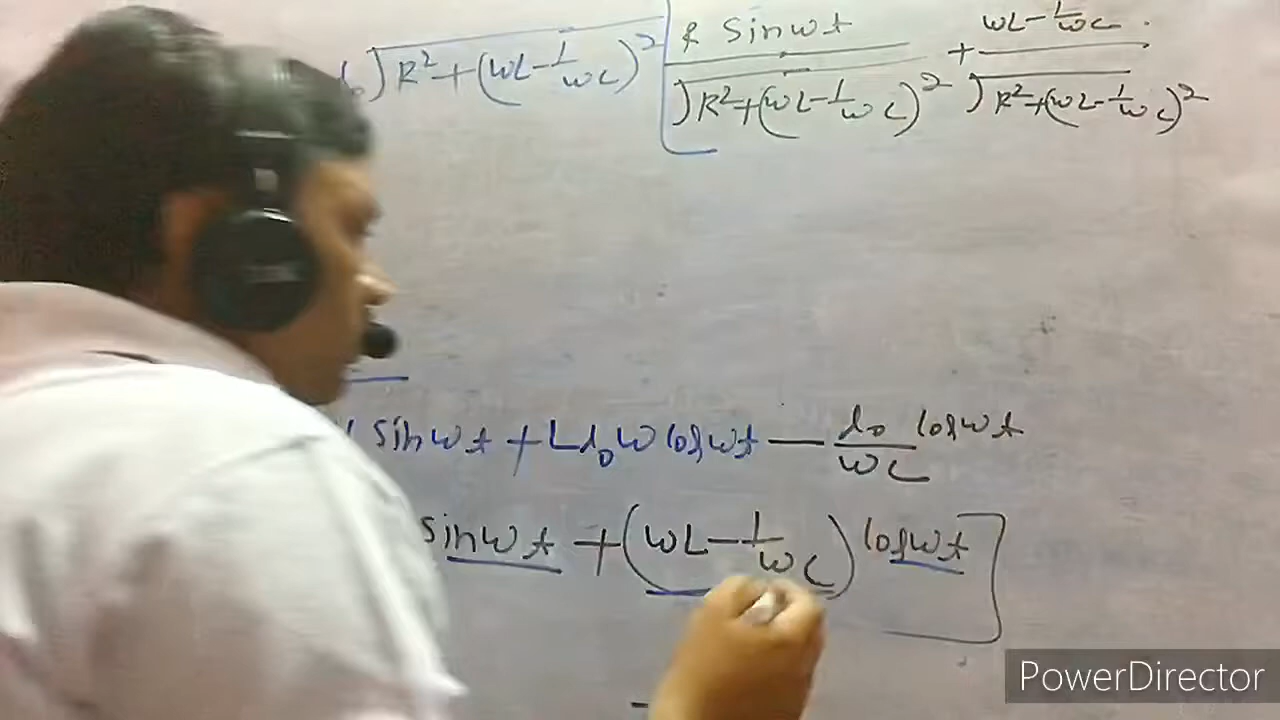 √R² + (ωL - 1/ωC)² [ R sinωt / √R² + (ωL - 1/ωC)² + ωL - 1/ωC / √R² + (ωL - 1/ωC)²
sinωt + L i₀ ω cosωt - i₀/ωC cosωt
sinωt + (ωL - 1/ωC) cosωt ]
PowerDirector